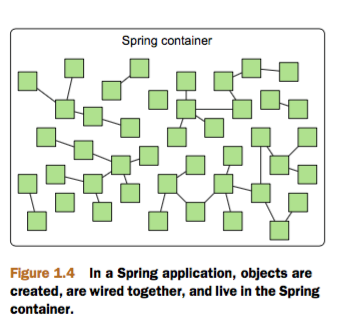 Spring container
Figure 1.4 In a Spring application, objects are
created, are wired together, and live in the Spring
container.